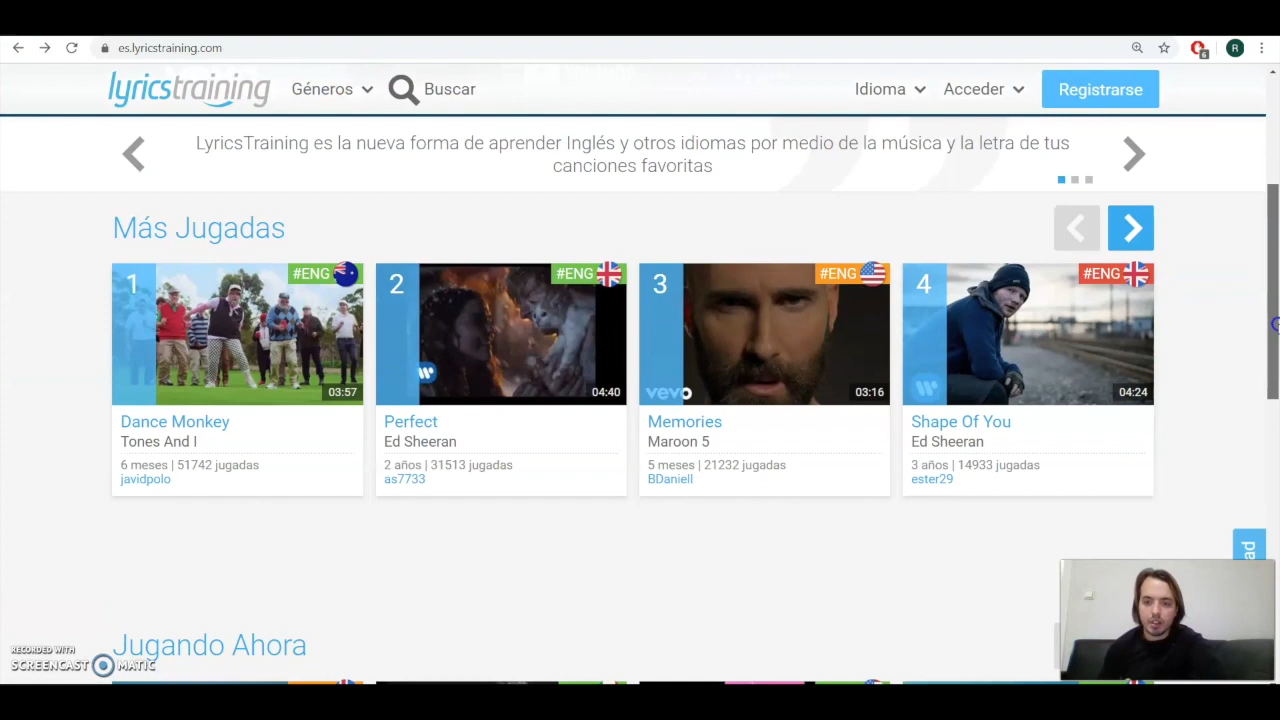 es.lyricstraining.com
6
R
lyricstraining
Géneros
Buscar
Idioma
Acceder
Registrarse
LyricsTraining es la nueva forma de aprender Inglés y otros idiomas por medio de la música y la letra de tus
canciones favoritas
Más Jugadas
1
#ENG
03:57
Dance Monkey
Tones And I
6 meses | 51742 jugadas
javidpolo
2
#ENG
04:40
Perfect
Ed Sheeran
2 años | 31513 jugadas
as7733
3
#ENG
vevo
03:16
Memories
Maroon 5
5 meses | 21232 jugadas
BDaniell
4
#ENG
04:24
Shape Of You
Ed Sheeran
3 años | 14933 jugadas
ester29
ad
Jugando Ahora
RECORDED WITH
SCREENCAST MATIC